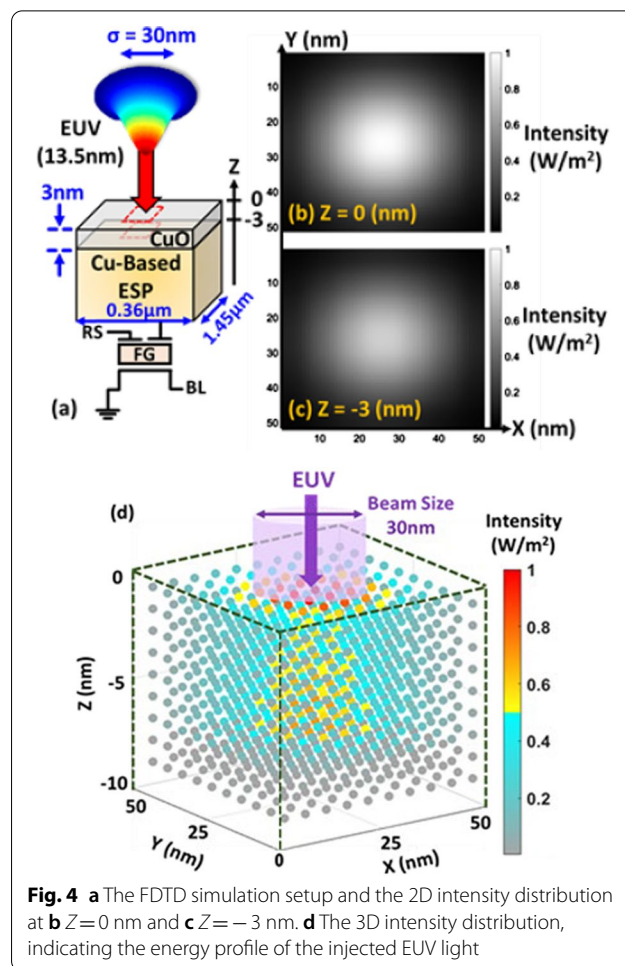 σ = 30nm
EUV
(13.5nm)
3nm
Z
0
-3
CuO
Cu-Based
ESP
0.36μm
1.45μm
RS
FG
BL
(a)
Y (nm)
10
20
30
40
50
(b) Z = 0 (nm)
1
0.8
0.6
0.4
0.2
Intensity
(W/m²)
10
20
30
40
50
(c) Z = -3 (nm)
10 20 30 40 50
X (nm)
1
0.8
0.6
0.4
0.2
Intensity
(W/m²)
(d)
EUV
Beam Size
30nm
0
-5
-10
Z (nm)
50
25
0
Y (nm)
25
50
X (nm)
Intensity
(W/m²)
1
0.8
0.6
0.4
0.2
Fig. 4 a The FDTD simulation setup and the 2D intensity distribution
at b Z = 0 nm and c Z = − 3 nm. d The 3D intensity distribution,
indicating the energy profile of the injected EUV light